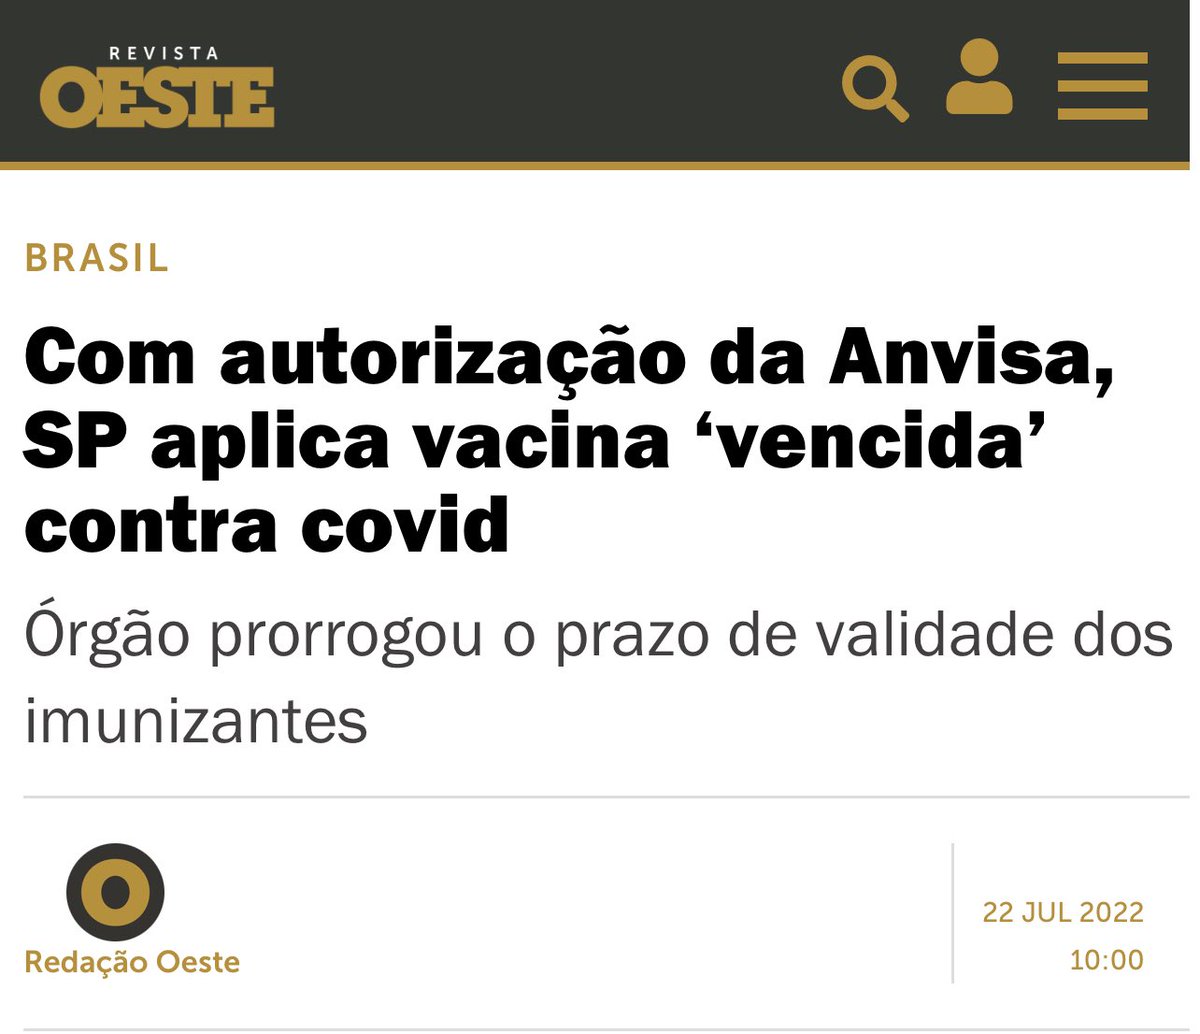 REVISTA
OESTE
BRASIL
Com autorização da Anvisa,
SP aplica vacina ‘vencida’
contra covid
Órgão prorrogou o prazo de validade dos
imunizantes
Redação Oeste
22 JUL 2022
10:00